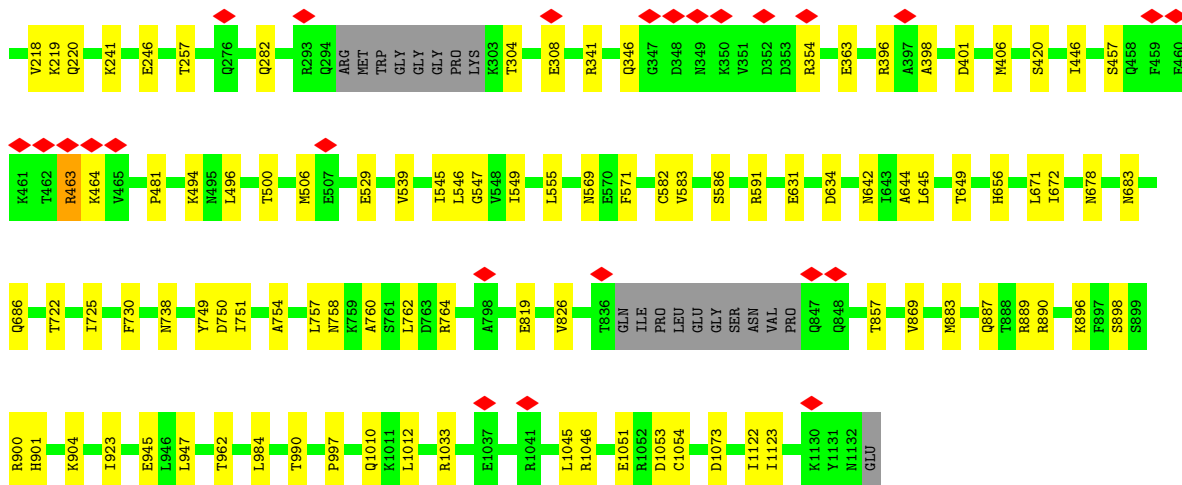 V218 K219 Q220 K241 E246 T257 Q276 Q282 R293 Q294 ARG MET TRP GLY GLY GLY PRO LYS K303 T304 E308 R341 Q346 G347 D348 N349 K350 V351 D352 D353 R354 E363 R396 A397 A398 D401 M406 S420 I446 S457 Q458 F459 F460
K461 T462 R463 K464 V465 P481 K494 N495 L496 T500 M506 E507 E529 V539 I545 L546 G547 V548 I549 L555 N569 E570 F571 C582 V583 S586 R591 E631 D634 N642 I643 A644 L645 T649 H656 L671 I672 N678 N683
Q686 T722 I725 F730 N738 Y749 D750 I751 A754 L757 N758 K759 A760 S761 L762 D763 R764 A798 E819 V826 T836 GLN ILE PRO LEU GLU GLY SER ASN VAL PRO Q847 Q848 T857 V869 M883 Q887 T888 R889 R890 K896 F897 S898 S899
R900 H901 K904 I923 E945 L946 L947 T962 L984 T990 P997 Q1010 K1011 L1012 R1033 E1037 R1041 L1045 R1046 E1051 R1052 D1053 C1054 D1073 I1122 I1123 K1130 Y1131 N1132 GLU